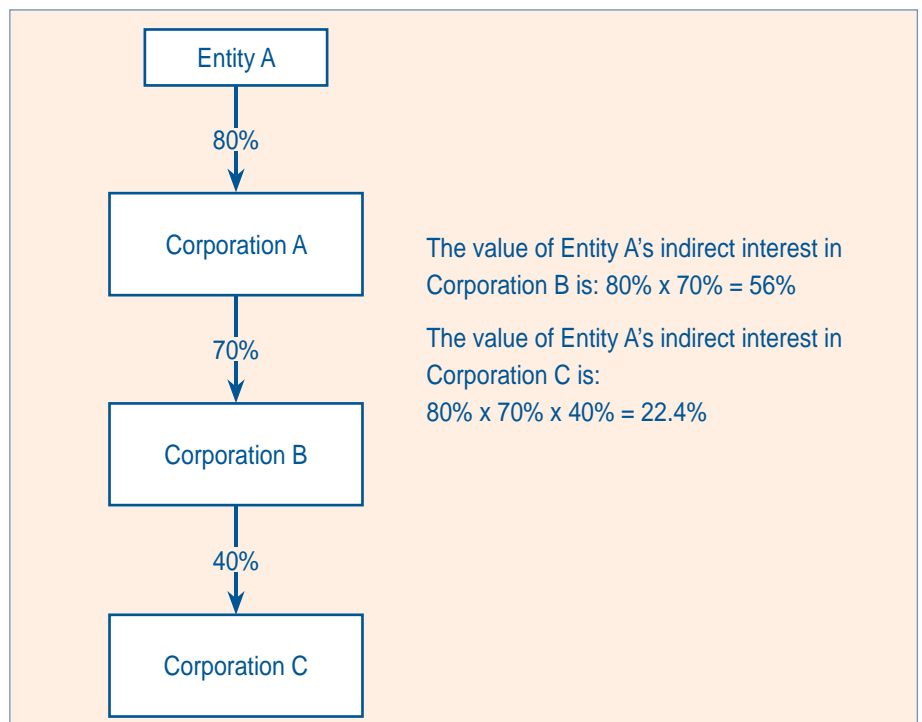 Entity A
80%
Corporation A
70%
Corporation B
40%
Corporation C
The value of Entity A’s indirect interest in
Corporation B is: 80% x 70% = 56%
The value of Entity A’s indirect interest in
Corporation C is:
80% x 70% x 40% = 22.4%